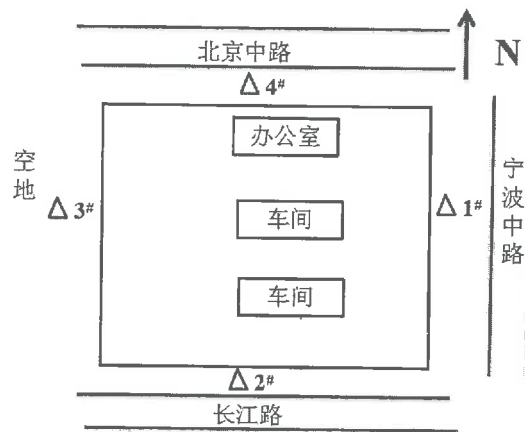 北京中路
N
△ 4#
办公室
空地
宁波中路
△ 3#
车间
△ 1#
车间
△ 2#
长江路